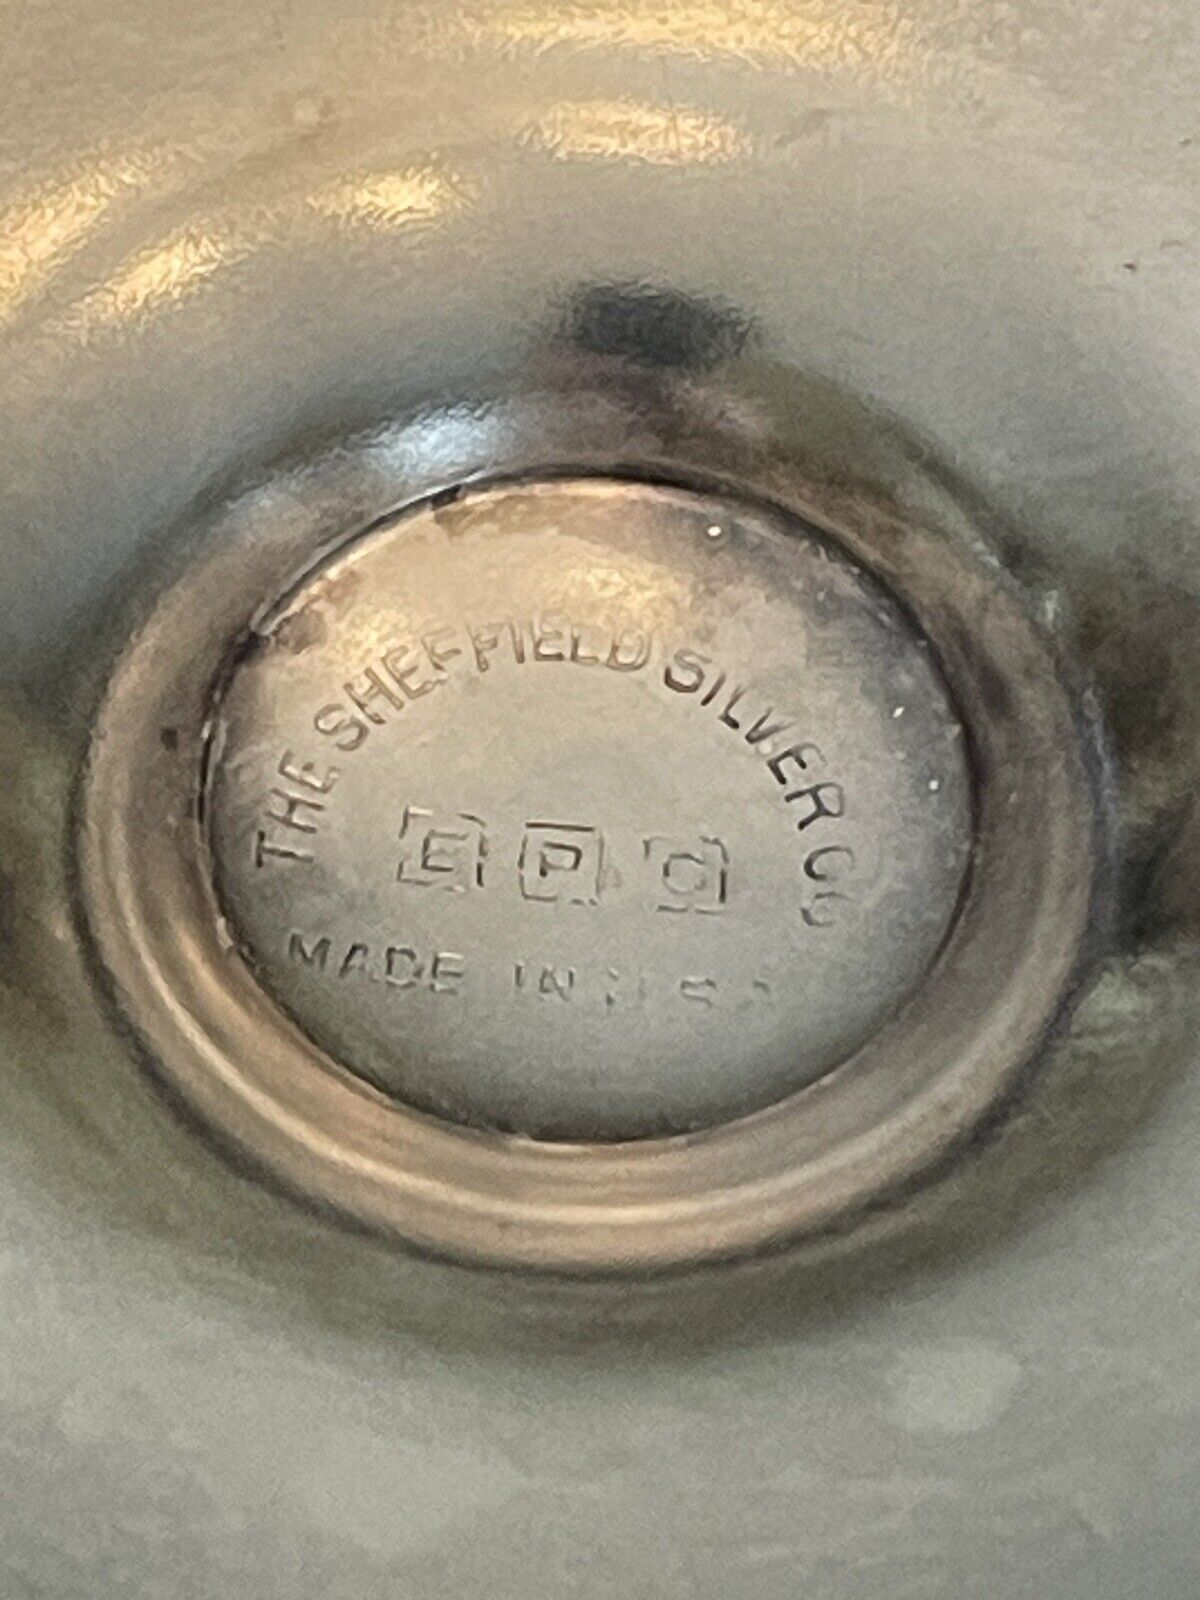 THE SHEFFIELD SILVER CO
E P C
MADE IN U.S.A